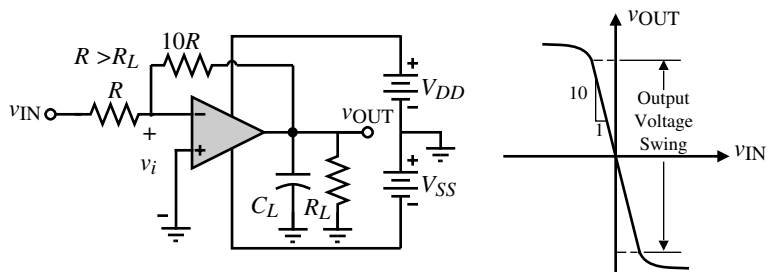 R >R_L
10R
R
v_IN
+
v_i
−
−
+
v_OUT
C_L
R_L
+
V_DD
−
+
V_SS
−
v_OUT
10
1
Output
Voltage
Swing
v_IN